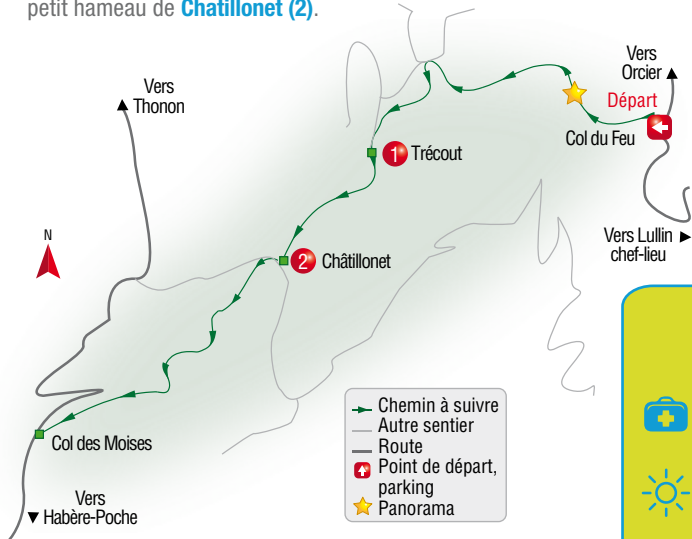 petit hameau de Chatillonet (2).
Vers
Orcier
Départ
Col du Feu
Vers
Thonon
1 Trécout
N
Vers Lullin
chef-lieu
2 Châtillonet
Chemin à suivre
Autre sentier
Route
Point de départ,
parking
Panorama
Col des Moises
Vers
Habère-Poche